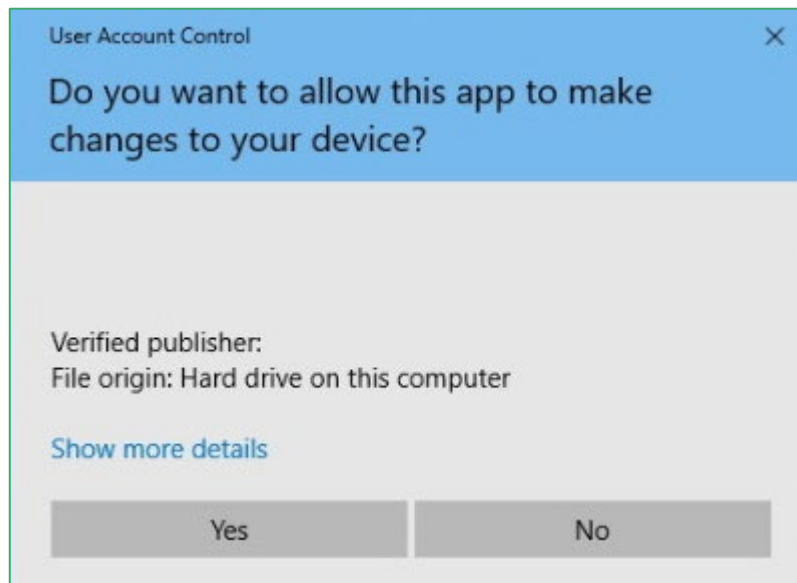 User Account Control
Do you want to allow this app to make
changes to your device?
Verified publisher:
File origin: Hard drive on this computer
Show more details
Yes
No